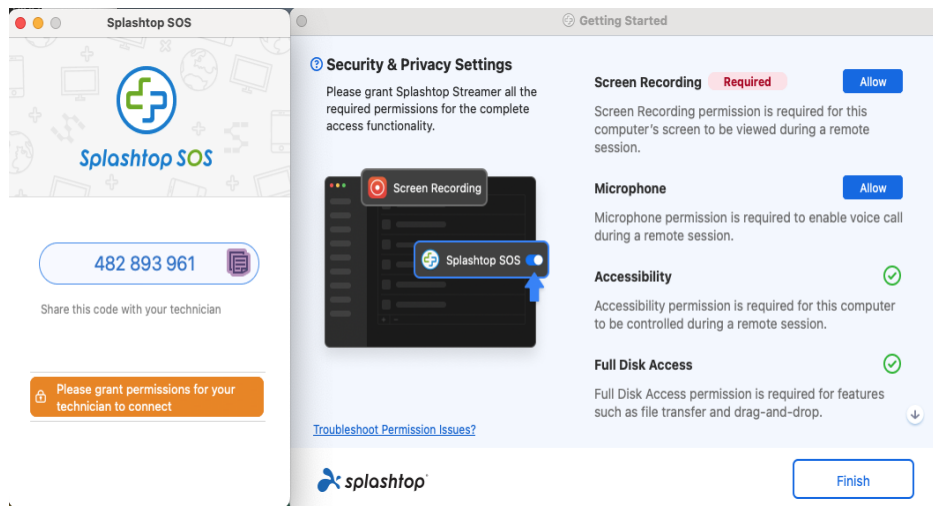 Splashtop SOS
Splashtop SOS
482 893 961
Share this code with your technician
Please grant permissions for your
technician to connect
Getting Started
Security & Privacy Settings
Please grant Splashtop Streamer all the
required permissions for the complete
access functionality.
Screen Recording
Splashtop SOS
Troubleshoot Permission Issues?
Screen Recording Required Allow
Screen Recording permission is required for this
computer's screen to be viewed during a remote
session.
Microphone Allow
Microphone permission is required to enable voice call
during a remote session.
Accessibility
Accessibility permission is required for this computer
to be controlled during a remote session.
Full Disk Access
Full Disk Access permission is required for features
such as file transfer and drag-and-drop.
splashtop
Finish